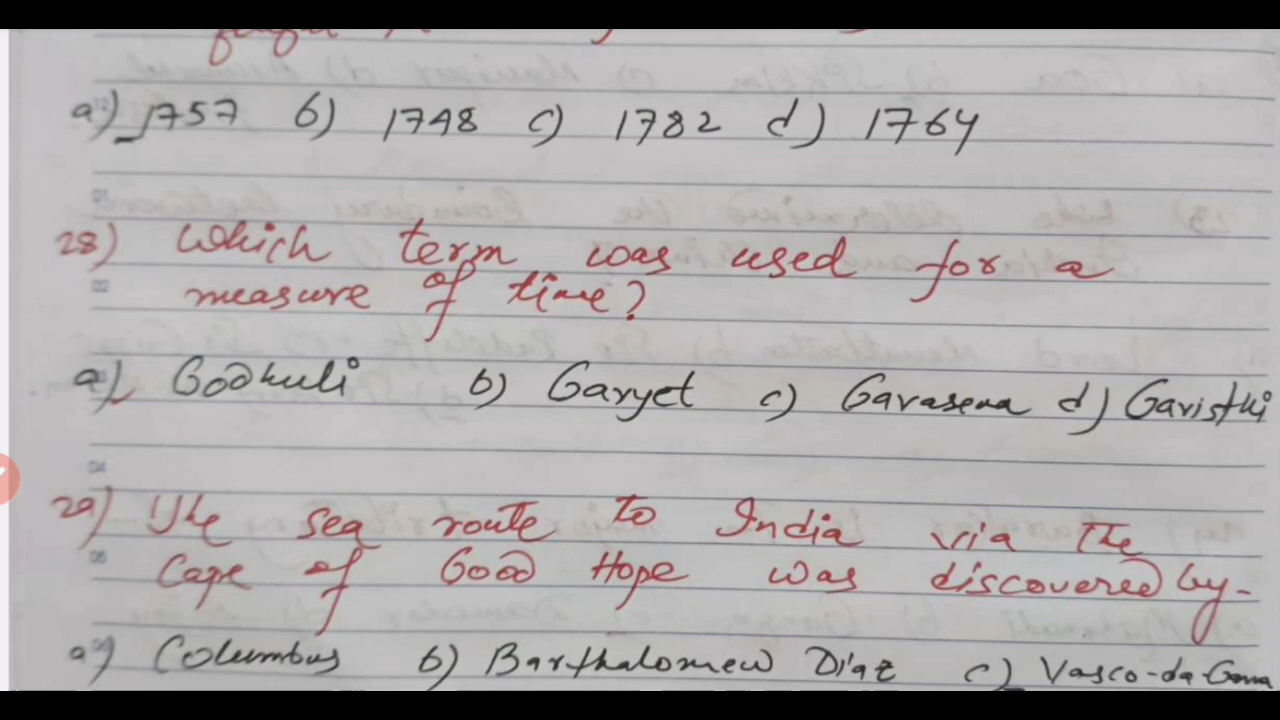 a) 1757 b) 1748 c) 1782 d) 1764
28) Which term was used for a
measure of time?
a) Godhuli b) Garyet c) Gavasena d) Gavisthi
29) The sea route to India via the
Cape of Good Hope was discovered by-
a) Columbus b) Barthalomew Diaz c) Vasco-da-Gama